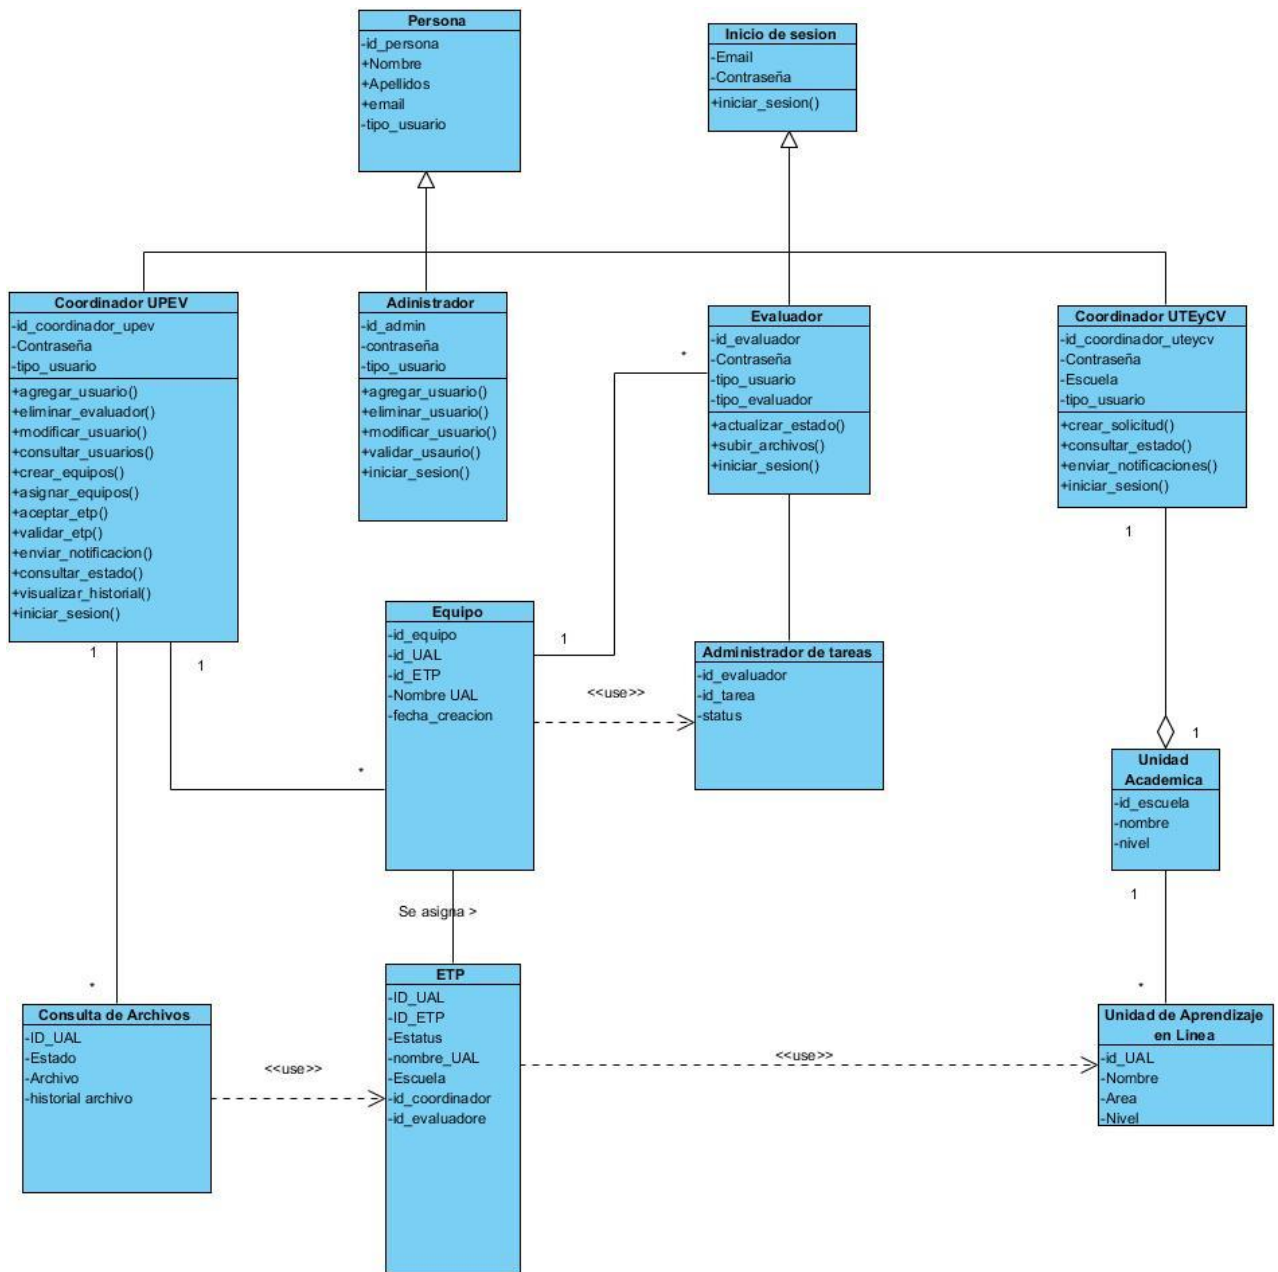 Persona
-id_persona
+Nombre
+Apellidos
+email
-tipo_usuario
Inicio de sesion
-Email
-Contraseña
+iniciar_sesion()
Coordinador UPEV
-id_coordinador_upev
-Contraseña
-tipo_usuario
+agregar_usuario()
+eliminar_evaluador()
+modificar_usuario()
+consultar_usuarios()
+crear_equipos()
+asignar_equipos()
+aceptar_etp()
+validar_etp()
+enviar_notificacion()
+consultar_estado()
+visualizar_historial()
+iniciar_sesion()
Adinistrador
-id_admin
-contraseña
-tipo_usuario
+agregar_usuario()
+eliminar_usuario()
+modificar_usuario()
+validar_usaurio()
+iniciar_sesion()
Evaluador
-id_evaluador
-Contraseña
-tipo_usuario
-tipo_evaluador
+actualizar_estado()
+subir_archivos()
+iniciar_sesion()
*
Coordinador UTEyCV
-id_coordinador_uteycv
-Contraseña
-Escuela
-tipo_usuario
+crear_solicitud()
+consultar_estado()
+enviar_notificaciones()
+iniciar_sesion()
1
1
1
Equipo
-id_equipo
-id_UAL
-id_ETP
-Nombre UAL
-fecha_creacion
1
*
<<use>>
Administrador de tareas
-id_evaluador
-id_tarea
-status
1
Unidad
Academica
-id_escuela
-nombre
-nivel
1
*
Se asigna >
*
Consulta de Archivos
-ID_UAL
-Estado
-Archivo
-historial archivo
<<use>>
ETP
-ID_UAL
-ID_ETP
-Estatus
-nombre_UAL
-Escuela
-id_coordinador
-id_evaluadore
<<use>>
Unidad de Aprendizaje
en Linea
-id_UAL
-Nombre
-Area
-Nivel